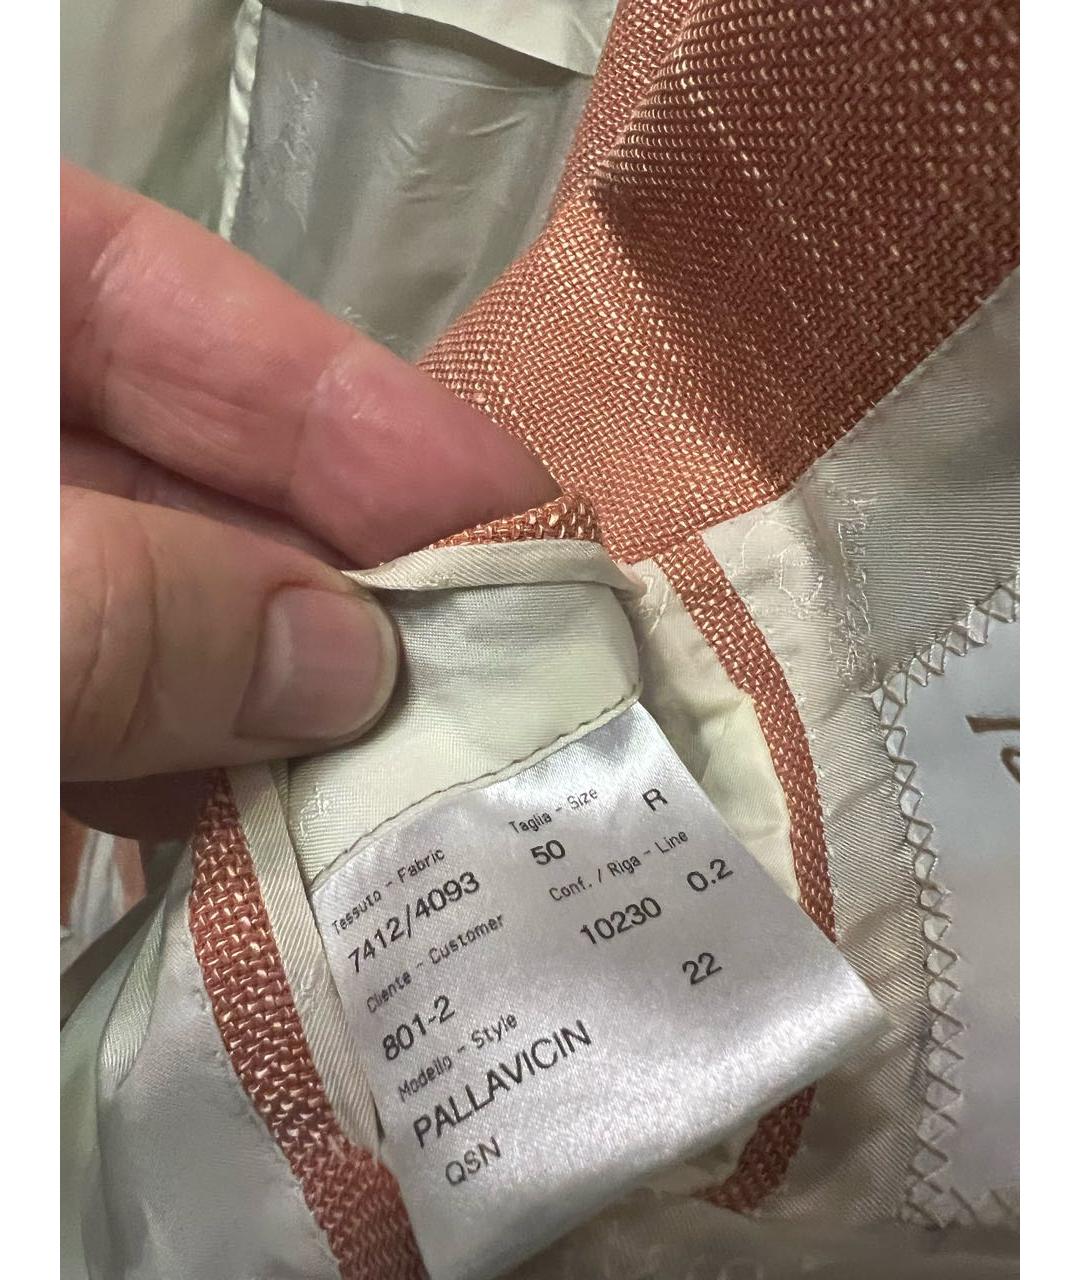 Tessuto - Fabric
7412/4093
Taglia - Size
50 R
Cliente - Customer
801-2
Conf. / Riga - Line
10230 0.2
Modello - Style
22
PALLAVICIN
QSN